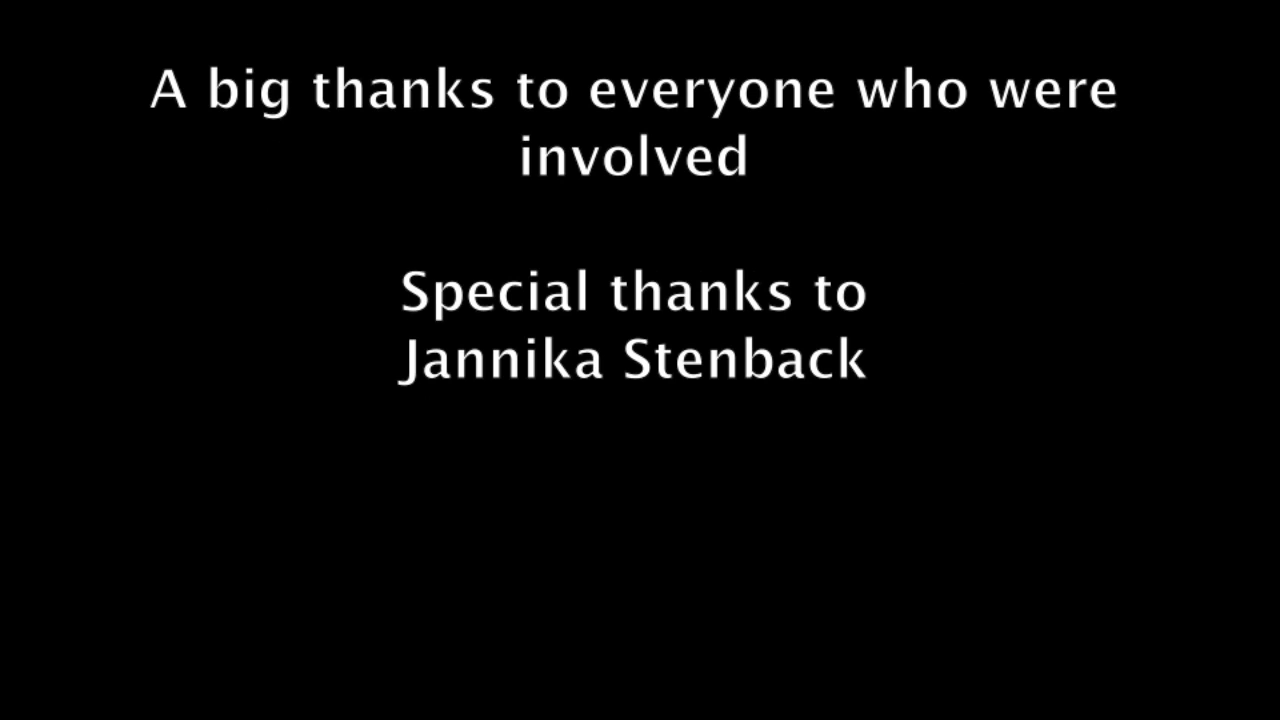 A big thanks to everyone who were
involved
Special thanks to
Jannika Stenback